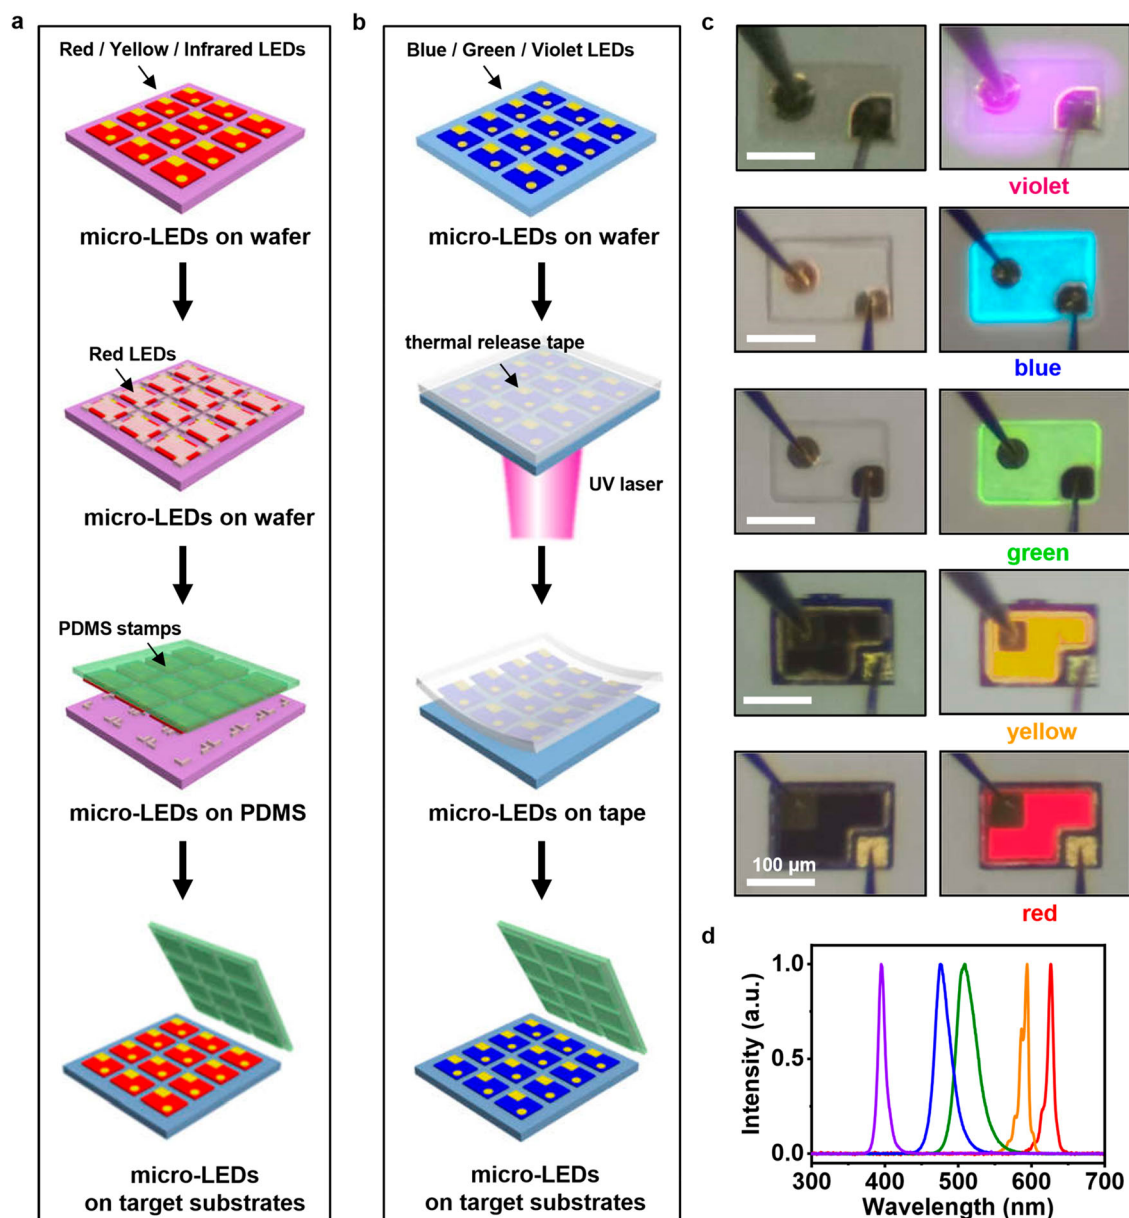 a
Red / Yellow / Infrared LEDs
micro-LEDs on wafer
Red LEDs
micro-LEDs on wafer
PDMS stamps
micro-LEDs on PDMS
micro-LEDs
on target substrates
b
Blue / Green / Violet LEDs
micro-LEDs on wafer
thermal release tape
UV laser
micro-LEDs on tape
micro-LEDs
on target substrates
c
violet
blue
green
yellow
100 µm
red
d
Intensity (a.u.)
1.0
0.5
0.0
300 400 500 600 700
Wavelength (nm)